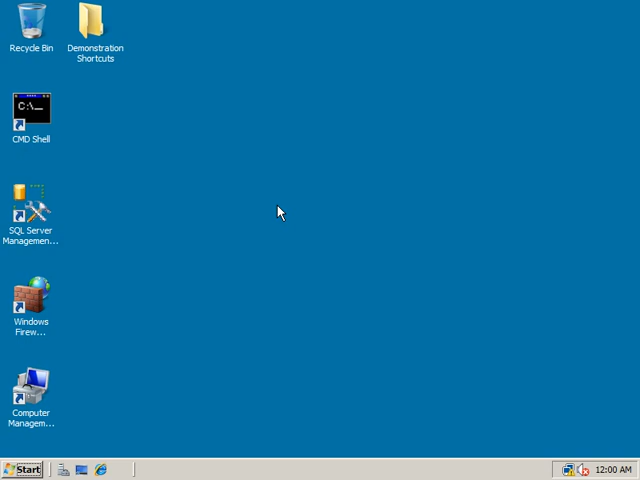 Recycle Bin
Demonstration
Shortcuts
C:\_
CMD Shell
SQL Server
Managemen...
Windows
Firew...
Computer
Managem...
Start
12:00 AM